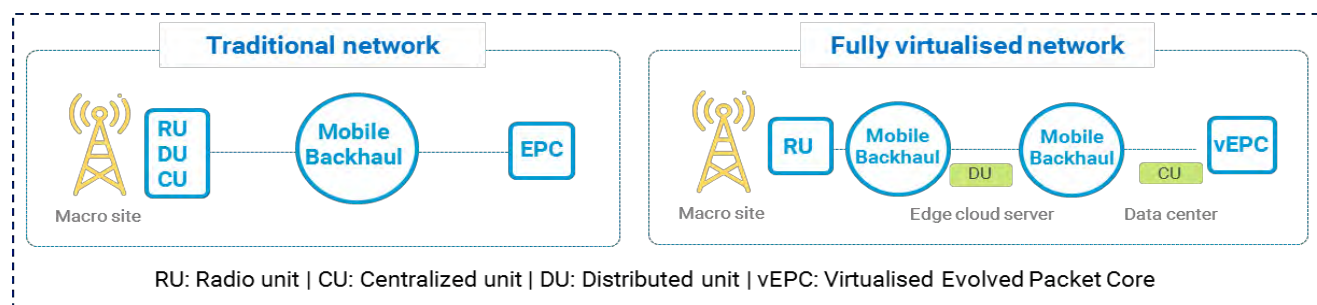 Traditional network
RU
DU
CU
Mobile
Backhaul
EPC
Macro site
Fully virtualised network
RU
Mobile
Backhaul
DU
Mobile
Backhaul
CU
vEPC
Macro site
Edge cloud server
Data center
RU: Radio unit | CU: Centralized unit | DU: Distributed unit | vEPC: Virtualised Evolved Packet Core